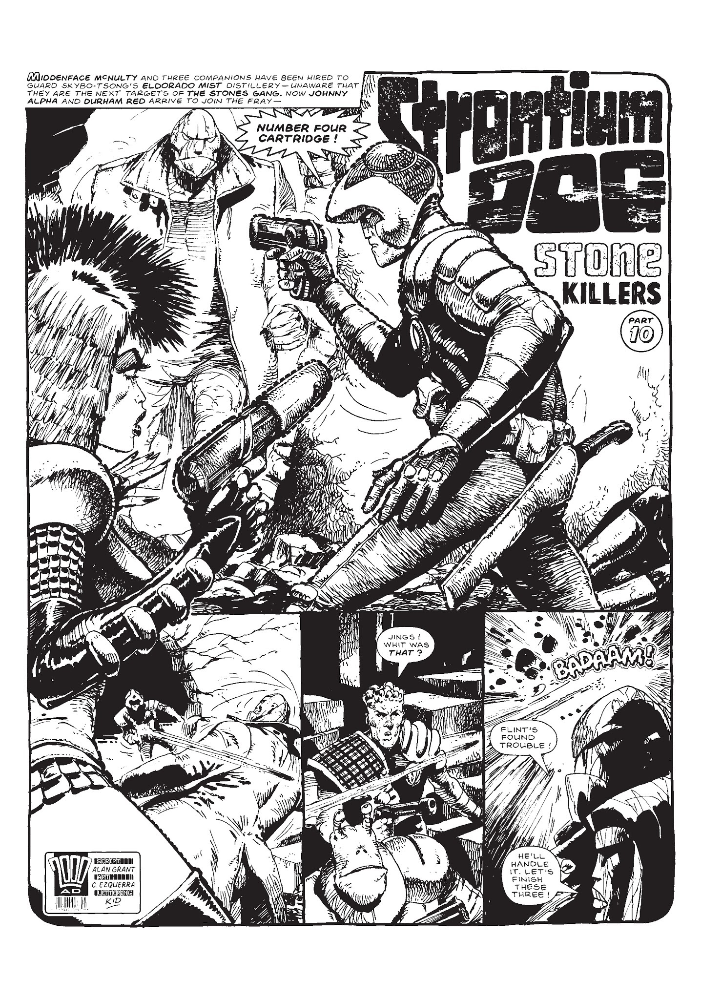 MIDDENFACE McNULTY AND THREE COMPANIONS HAVE BEEN HIRED TO
GUARD SKYBO-TSONG'S ELDORADO MIST DISTILLERY — UNAWARE THAT
THEY ARE THE NEXT TARGETS OF THE STONES GANG. NOW JOHNNY
ALPHA AND DURHAM RED ARRIVE TO JOIN THE FRAY —
Strontium
DOG
STONE
KILLERS
PART
10
NUMBER FOUR
CARTRIDGE!
JINGS!
WHIT WAS
THAT?
BADAAM!
FLINT'S
FOUND
TROUBLE!
HE'LL
HANDLE
IT. LET'S
FINISH
THESE
THREE!
2000
AD
SCRIPT
ALAN GRANT
ART
C. EZQUERRA
LETTERING
KID